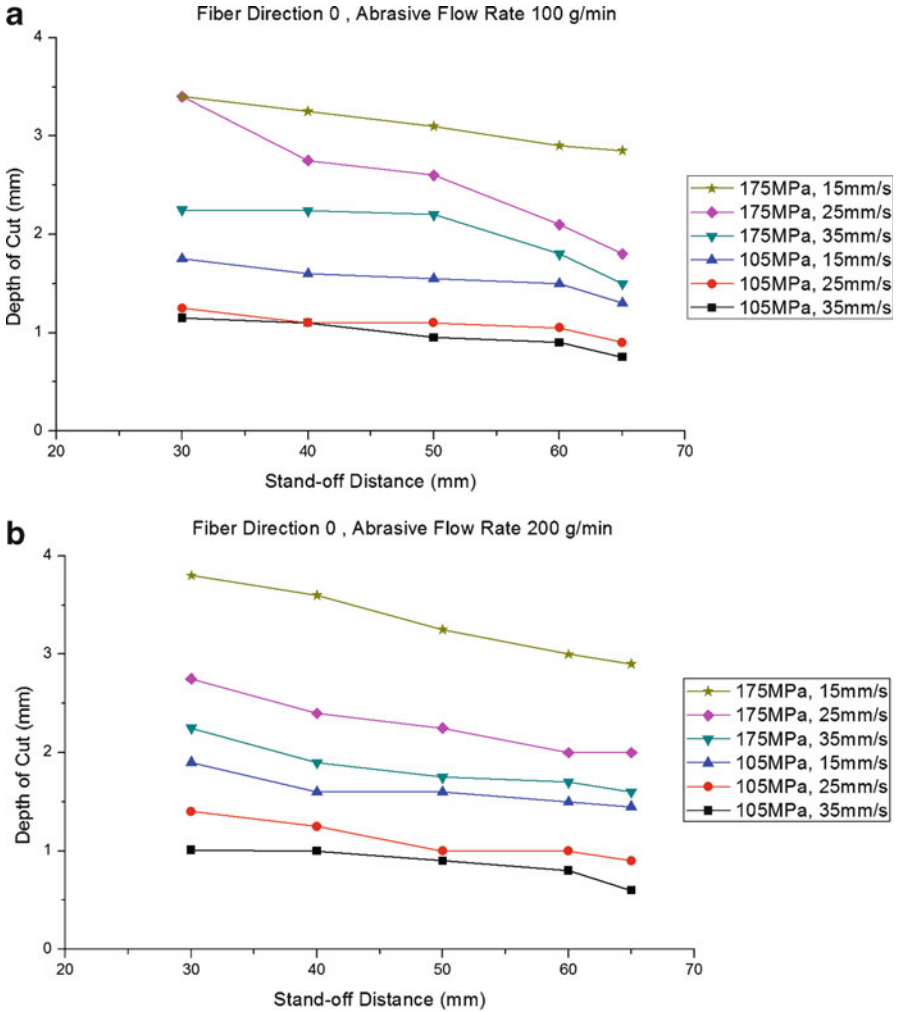 a
Fiber Direction 0 , Abrasive Flow Rate 100 g/min
4
3
2
1
0
Depth of Cut (mm)
20 30 40 50 60 70
Stand-off Distance (mm)
175MPa, 15mm/s
175MPa, 25mm/s
175MPa, 35mm/s
105MPa, 15mm/s
105MPa, 25mm/s
105MPa, 35mm/s
b
Fiber Direction 0 , Abrasive Flow Rate 200 g/min
4
3
2
1
0
Depth of Cut (mm)
20 30 40 50 60 70
Stand-off Distance (mm)
175MPa, 15mm/s
175MPa, 25mm/s
175MPa, 35mm/s
105MPa, 15mm/s
105MPa, 25mm/s
105MPa, 35mm/s